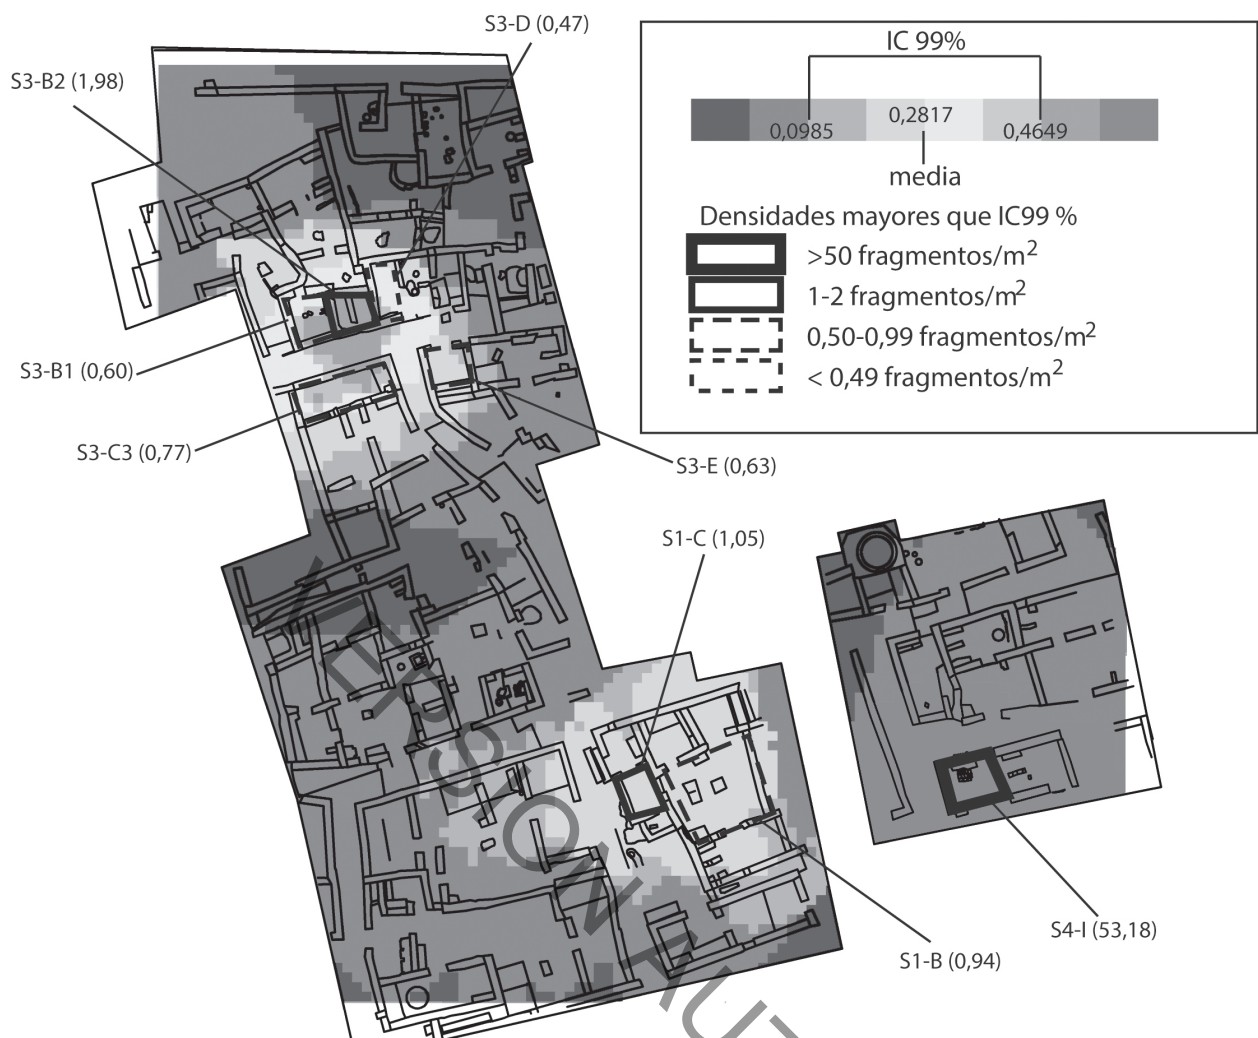 S3-D (0,47)
S3-B2 (1,98)
IC 99%
0,0985
0,2817
0,4649
media
Densidades mayores que IC99 %
>50 fragmentos/m²
1-2 fragmentos/m²
0,50-0,99 fragmentos/m²
< 0,49 fragmentos/m²
S3-B1 (0,60)
S3-C3 (0,77)
S3-E (0,63)
S1-C (1,05)
S4-I (53,18)
S1-B (0,94)
VERSION AUT